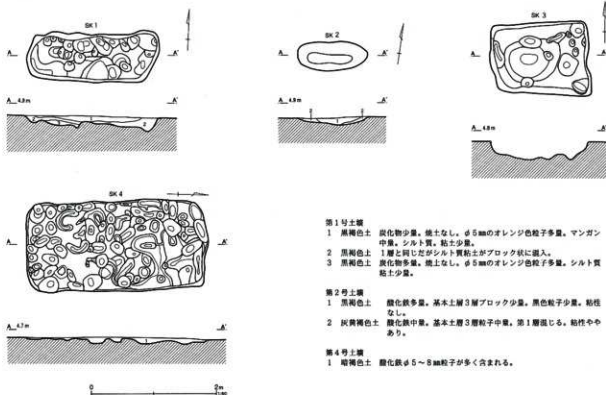 SK 1
A A'
A 4.9m A'
1
2
SK 2
A A'
A 4.9m A'
2 1 2
SK 3
A A'
A 4.8m A'
SK 4
A A'
A 4.7m A'
0 2m
第1号土壙
1 黒褐色土 炭化物少量。焼土なし。φ5㎜のオレンジ色粒子多量。マンガン
中量。シルト質。粘土少量。
2 黒褐色土 1層と同じだがシルト質粘土がブロック状に混入。
3 黒褐色土 炭化物多量。焼土なし。φ5㎜のオレンジ色粒子多量。シルト質
粘土少量。
第2号土壙
1 黒褐色土 酸化鉄多量。基本土層3層ブロック少量。黒色粒子少量。粘性
なし。
2 灰黄褐色土 酸化鉄中量。基本土層3層粒子中量。第1層混じる。粘性やや
あり。
第4号土壙
1 暗褐色土 酸化鉄φ5～8㎜粒子が多く含まれる。